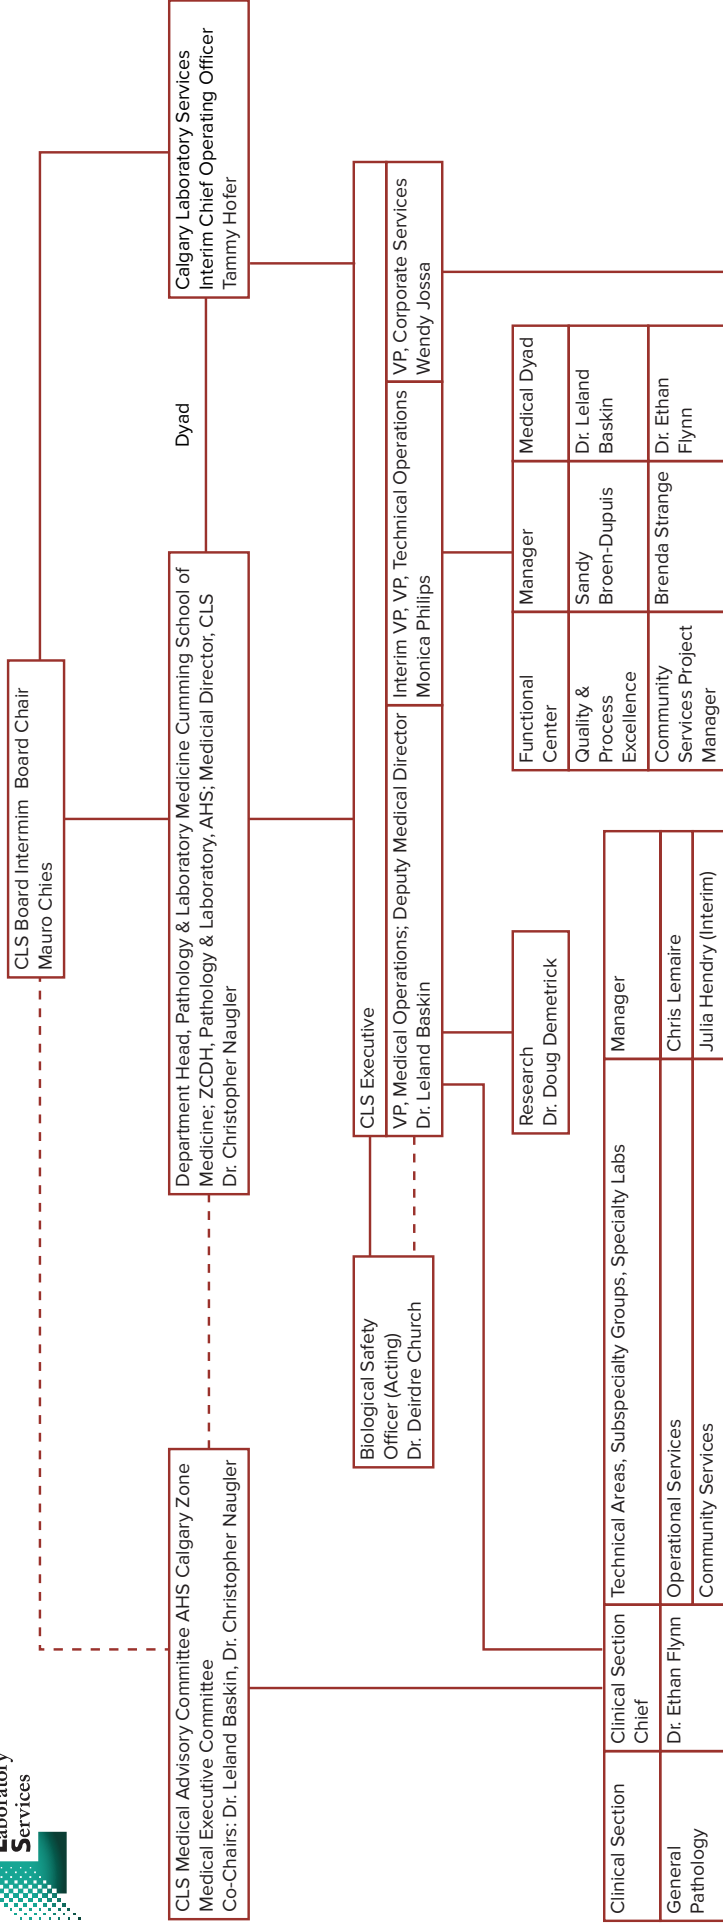 Laboratory
Services
CLS Board Intermim Board Chair
Mauro Chies
CLS Medical Advisory Committee AHS Calgary Zone
Medical Executive Committee
Co-Chairs: Dr. Leland Baskin, Dr. Christopher Naugler
Department Head, Pathology & Laboratory Medicine Cumming School of
Medicine; ZCDH, Pathology & Laboratory, AHS; Medicial Director, CLS
Dr. Christopher Naugler
Dyad
Calgary Laboratory Services
Interim Chief Operating Officer
Tammy Hofer
Biological Safety
Officer (Acting)
Dr. Deirdre Church
CLS Executive
VP, Medical Operations; Deputy Medical Director
Dr. Leland Baskin
Interim VP, VP, Technical Operations
Monica Philips
VP, Corporate Services
Wendy Jossa
Research
Dr. Doug Demetrick
Functional
Center
Manager
Medical Dyad
Quality &
Process
Excellence
Sandy
Broen-Dupuis
Dr. Leland
Baskin
Community
Services Project
Manager
Brenda Strange
Dr. Ethan
Flynn
Clinical Section
Clinical Section
Chief
Technical Areas, Subspecialty Groups, Specialty Labs
Manager
General
Pathology
Dr. Ethan Flynn
Operational Services
Chris Lemaire
Community Services
Julia Hendry (Interim)